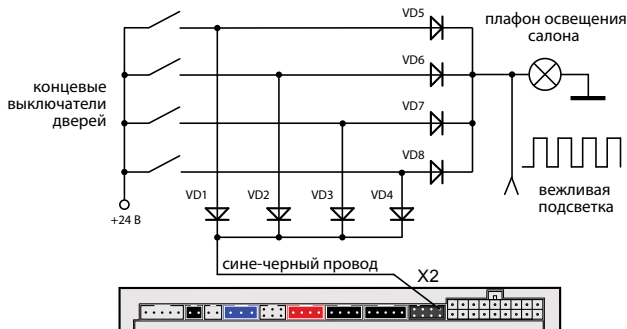 VD5
плафон освещения
салона
VD6
концевые
выключатели
дверей
VD7
VD8
вежливая
подсветка
VD1
VD2
VD3
VD4
+24 В
сине-черный провод
X2